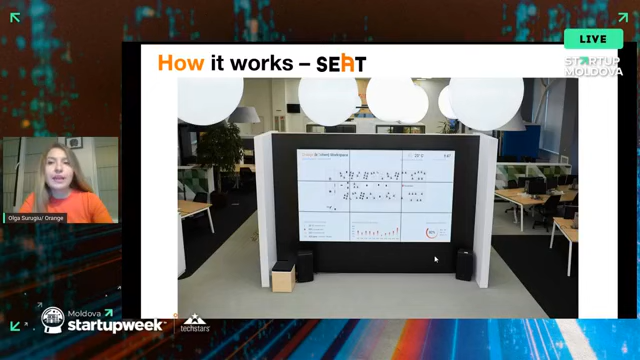 LIVE
STARTUP
MOLDOVA
How it works – SEAT
Olga Surugiu/ Orange
Moldova
startupweek
techstars